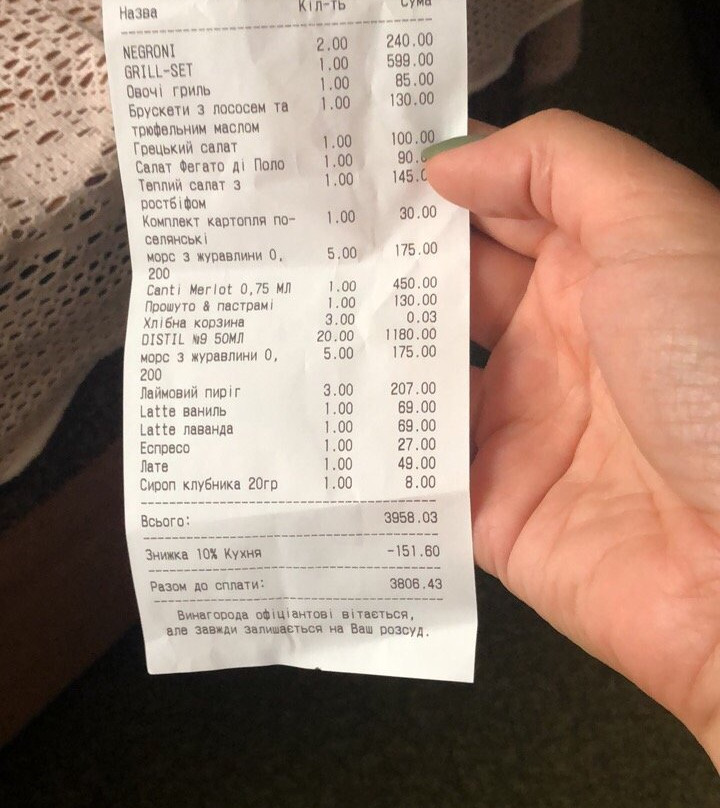 Назва Кіл-ть Сума
NEGRONI 2.00 240.00
GRILL-SET 1.00 599.00
Овочі гриль 1.00 85.00
Брускети з лососем та 1.00 130.00
трюфельним маслом
Грецький салат 1.00 100.00
Салат Фегато ді Поло 1.00 90.0
Теплий салат з 1.00 145.0
ростбіфом
Комплект картопля по- 1.00 30.00
селянські
морс з журавлини 0, 5.00 175.00
200
Canti Merlot 0,75 МЛ 1.00 450.00
Прошуто & пастрамі 1.00 130.00
Хлібна корзина 3.00 0.03
DISTIL №9 50МЛ 20.00 1180.00
морс з журавлини 0, 5.00 175.00
200
Лаймовий пиріг 3.00 207.00
Latte ваниль 1.00 69.00
Latte лаванда 1.00 69.00
Еспресо 1.00 27.00
Лате 1.00 49.00
Сироп клубника 20гр 1.00 8.00
Всього: 3958.03
Знижка 10% Кухня -151.60
Разом до сплати: 3806.43
Винагорода офіціантові вітається,
але завжди залишається на Ваш розсуд.